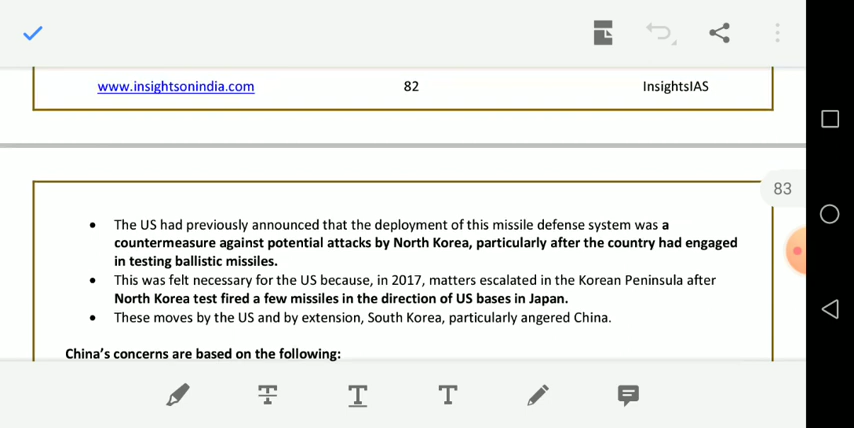 www.insightsonindia.com 82 InsightsIAS
83
• The US had previously announced that the deployment of this missile defense system was a
countermeasure against potential attacks by North Korea, particularly after the country had engaged
in testing ballistic missiles.
• This was felt necessary for the US because, in 2017, matters escalated in the Korean Peninsula after
North Korea test fired a few missiles in the direction of US bases in Japan.
• These moves by the US and by extension, South Korea, particularly angered China.
China's concerns are based on the following:
T T T